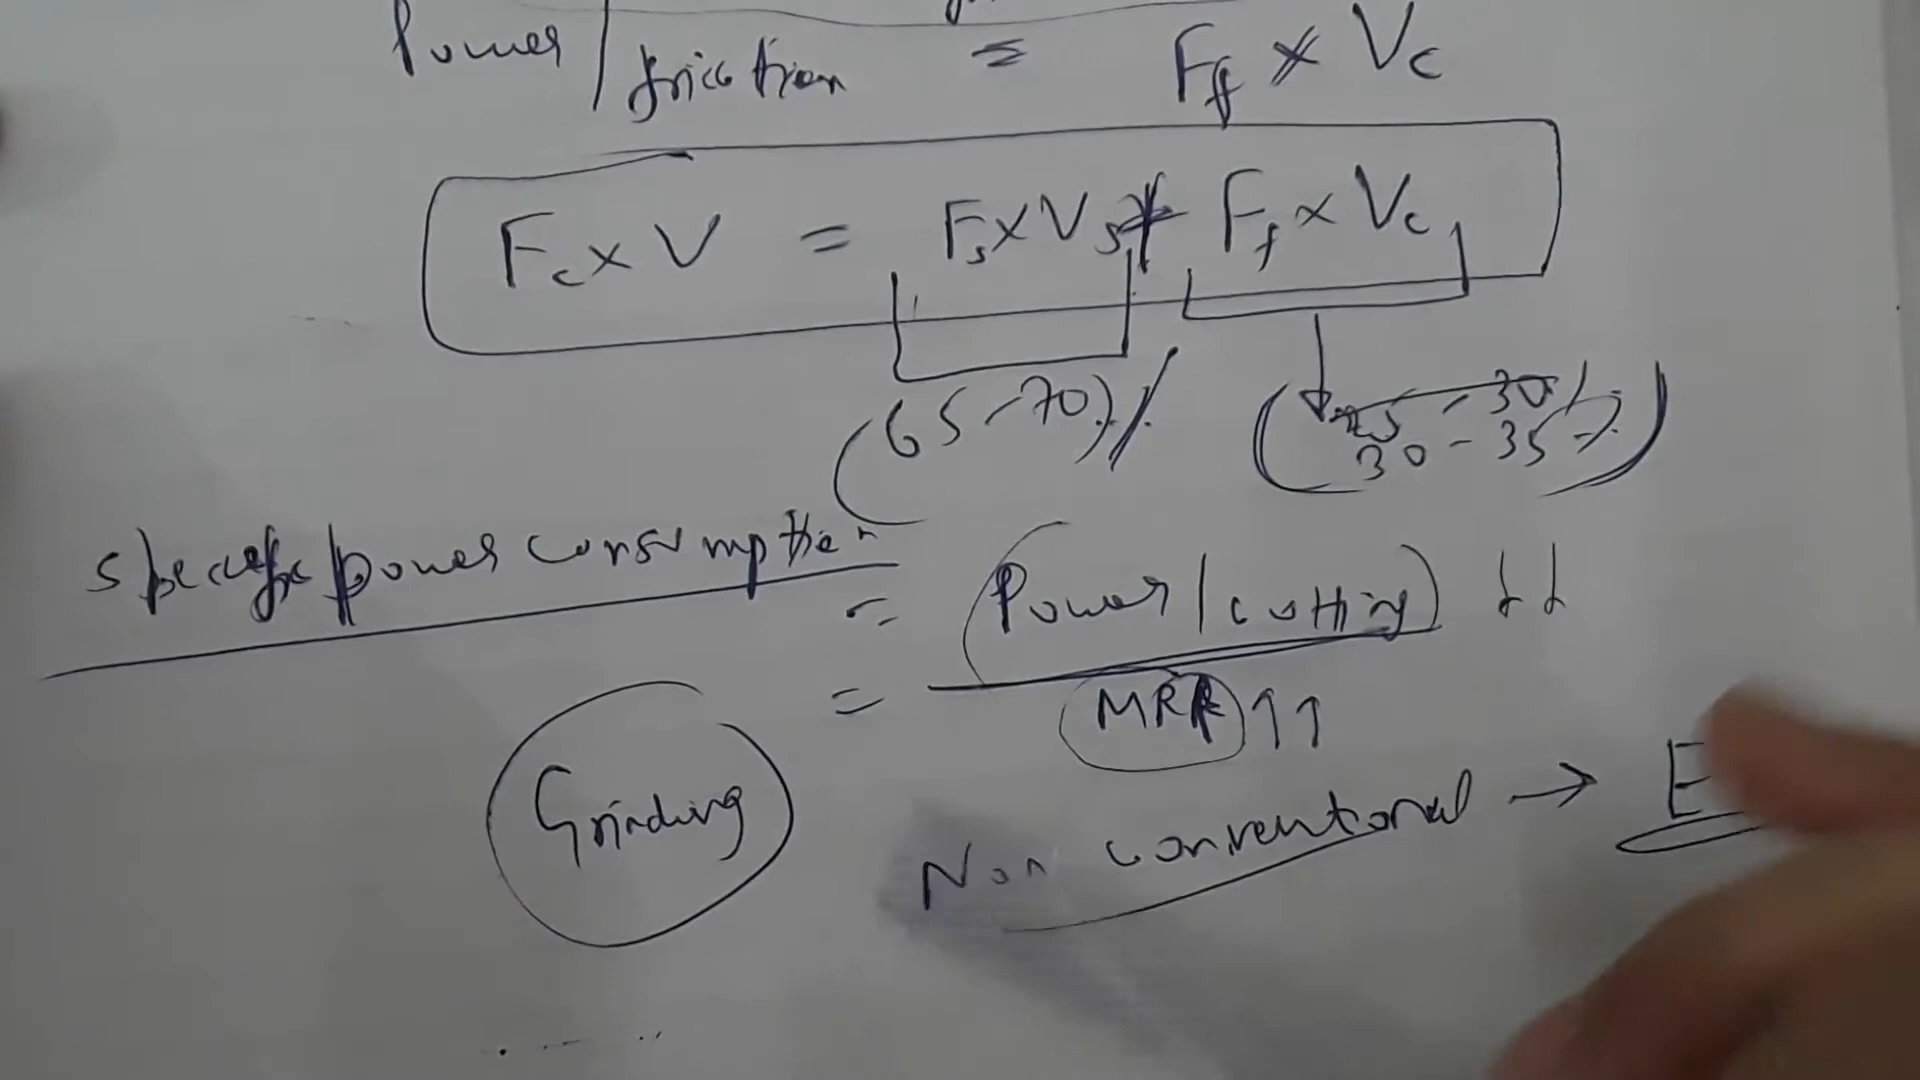 Power / friction = Ff × Vc
Fc × V = Fs × Vs + Ff × Vc
(65-70)% (25-30% 30-35%)
specific power consumption = Power / cutting ↓↓
= MRR ↑↑
Grinding
Non conventional → E